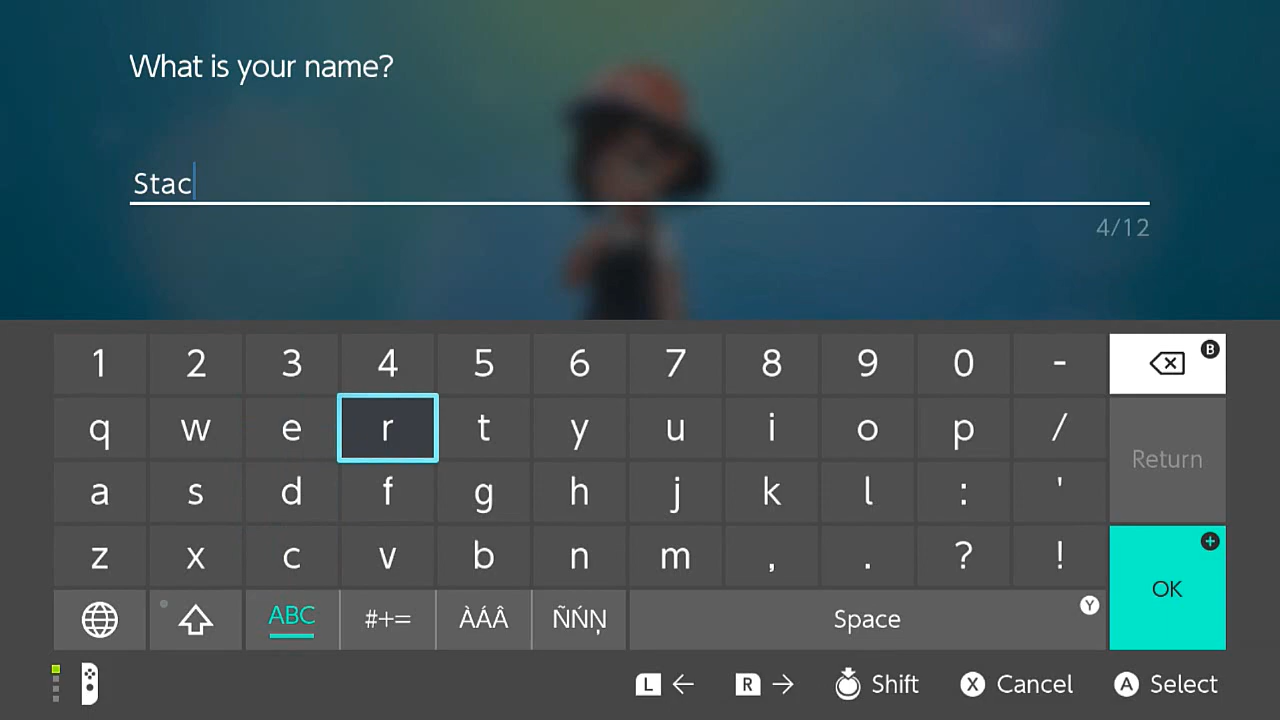 What is your name?
Stac
4/12
1 2 3 4 5 6 7 8 9 0 - B
q w e r t y u i o p / Return
a s d f g h j k l : '
z x c v b n m , . ? ! + OK
ABC #+= ÀÁÂ ÑŃŅ Space Y
L ← R → Shift X Cancel A Select